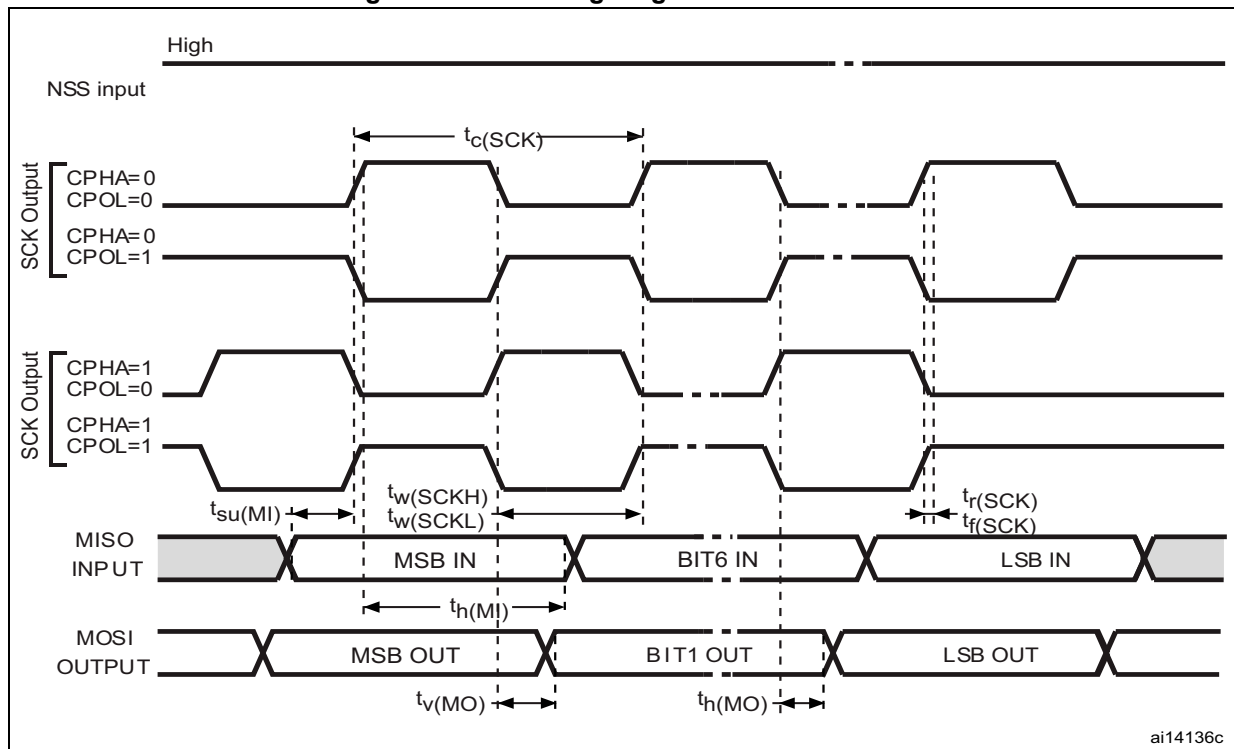 High
NSS input
tc(SCK)
SCK Output
CPHA=0
CPOL=0
CPHA=0
CPOL=1
SCK Output
CPHA=1
CPOL=0
CPHA=1
CPOL=1
tsu(MI)
tw(SCKH)
tw(SCKL)
tr(SCK)
tf(SCK)
MISO
INPUT
MSB IN
BIT6 IN
LSB IN
th(MI)
MOSI
OUTPUT
MSB OUT
BIT1 OUT
LSB OUT
tv(MO)
th(MO)
ai14136c